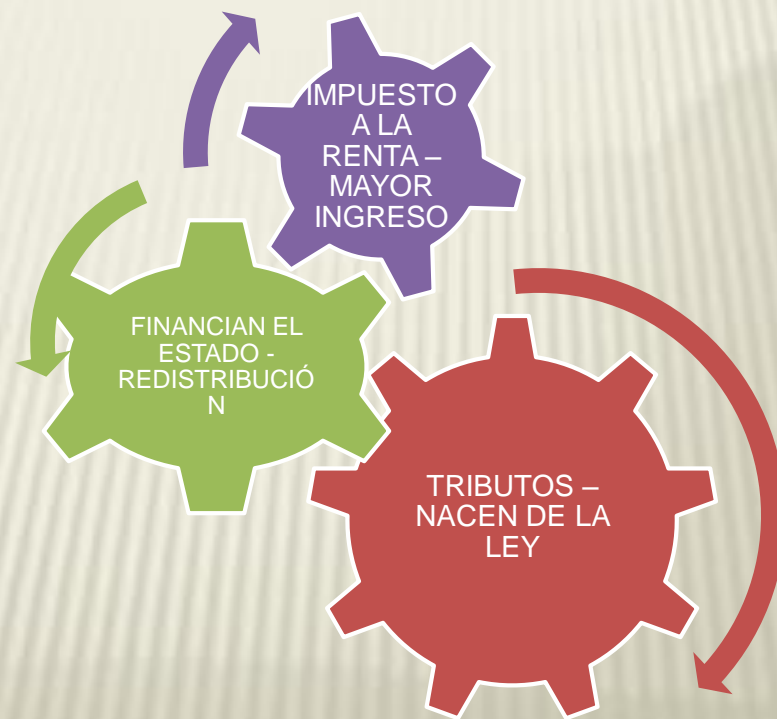 IMPUESTO
A LA
RENTA –
MAYOR
INGRESO
FINANCIAN EL
ESTADO -
REDISTRIBUCIÓ
N
TRIBUTOS –
NACEN DE LA
LEY